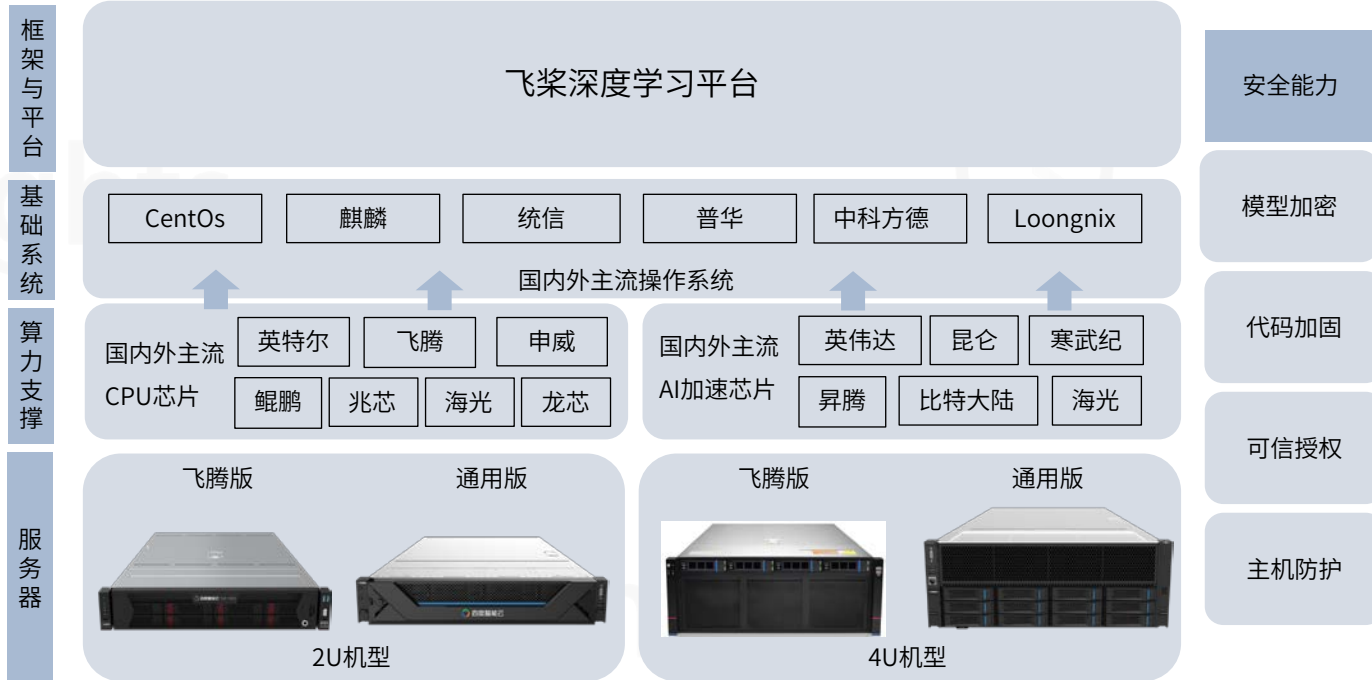 框架与平台
飞桨深度学习平台
安全能力
模型加密
代码加固
可信授权
主机防护
基础系统
CentOs
麒麟
统信
普华
中科方德
Loongnix
国内外主流操作系统
算力支撑
国内外主流
CPU芯片
英特尔
飞腾
申威
鲲鹏
兆芯
海光
龙芯
国内外主流
AI加速芯片
英伟达
昆仑
寒武纪
昇腾
比特大陆
海光
服务器
飞腾版
通用版
百度智能云
2U机型
飞腾版
通用版
4U机型